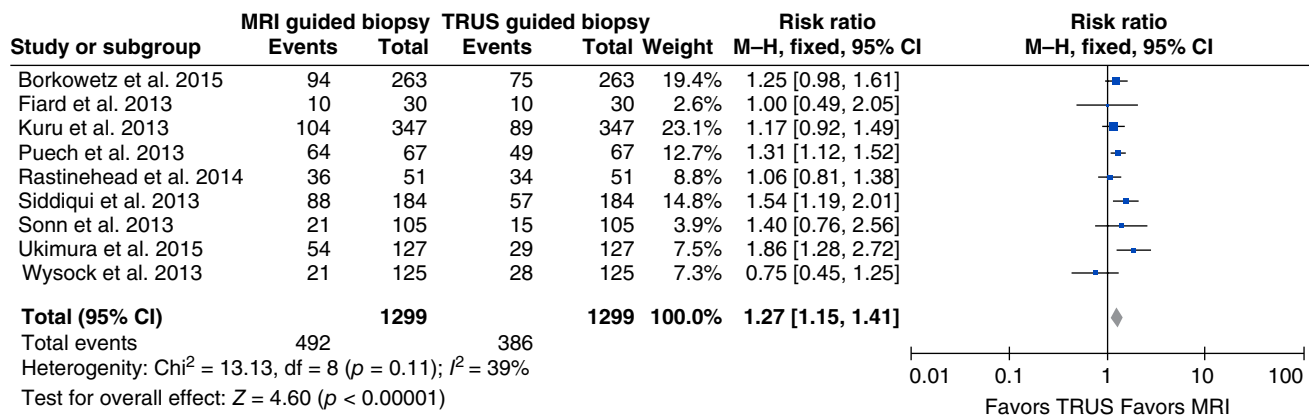 MRI guided biopsy TRUS guided biopsy Risk ratio Risk ratio
Study or subgroup Events Total Events Total Weight M–H, fixed, 95% CI M–H, fixed, 95% CI
Borkowetz et al. 2015 94 263 75 263 19.4% 1.25 [0.98, 1.61]
Fiard et al. 2013 10 30 10 30 2.6% 1.00 [0.49, 2.05]
Kuru et al. 2013 104 347 89 347 23.1% 1.17 [0.92, 1.49]
Puech et al. 2013 64 67 49 67 12.7% 1.31 [1.12, 1.52]
Rastinehead et al. 2014 36 51 34 51 8.8% 1.06 [0.81, 1.38]
Siddiqui et al. 2013 88 184 57 184 14.8% 1.54 [1.19, 2.01]
Sonn et al. 2013 21 105 15 105 3.9% 1.40 [0.76, 2.56]
Ukimura et al. 2015 54 127 29 127 7.5% 1.86 [1.28, 2.72]
Wysock et al. 2013 21 125 28 125 7.3% 0.75 [0.45, 1.25]
Total (95% CI) 1299 1299 100.0% 1.27 [1.15, 1.41]
Total events 492 386
Heterogenity: Chi² = 13.13, df = 8 (p = 0.11); I² = 39%
Test for overall effect: Z = 4.60 (p < 0.00001)
0.01 0.1 1 10 100
Favors TRUS Favors MRI